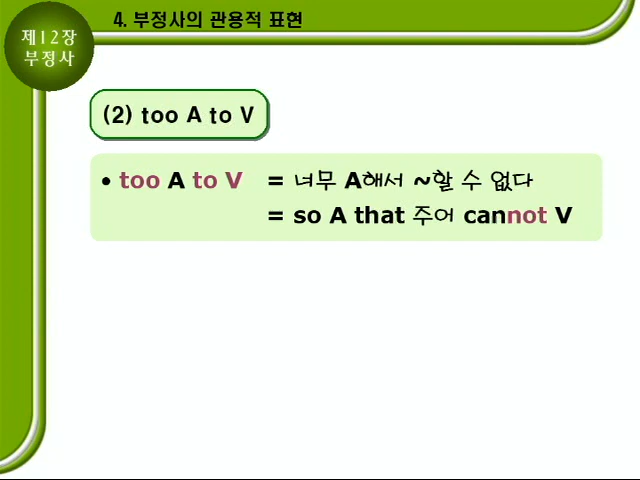 4. 부정사의 관용적 표현
제12장
부정사
(2) too A to V
• too A to V = 너무 A해서 ~할 수 없다
= so A that 주어 cannot V